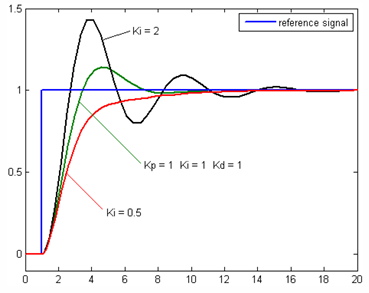 1.5
reference signal
Ki = 2
1
Kp = 1 Ki = 1 Kd = 1
0.5
Ki = 0.5
0
0 2 4 6 8 10 12 14 16 18 20